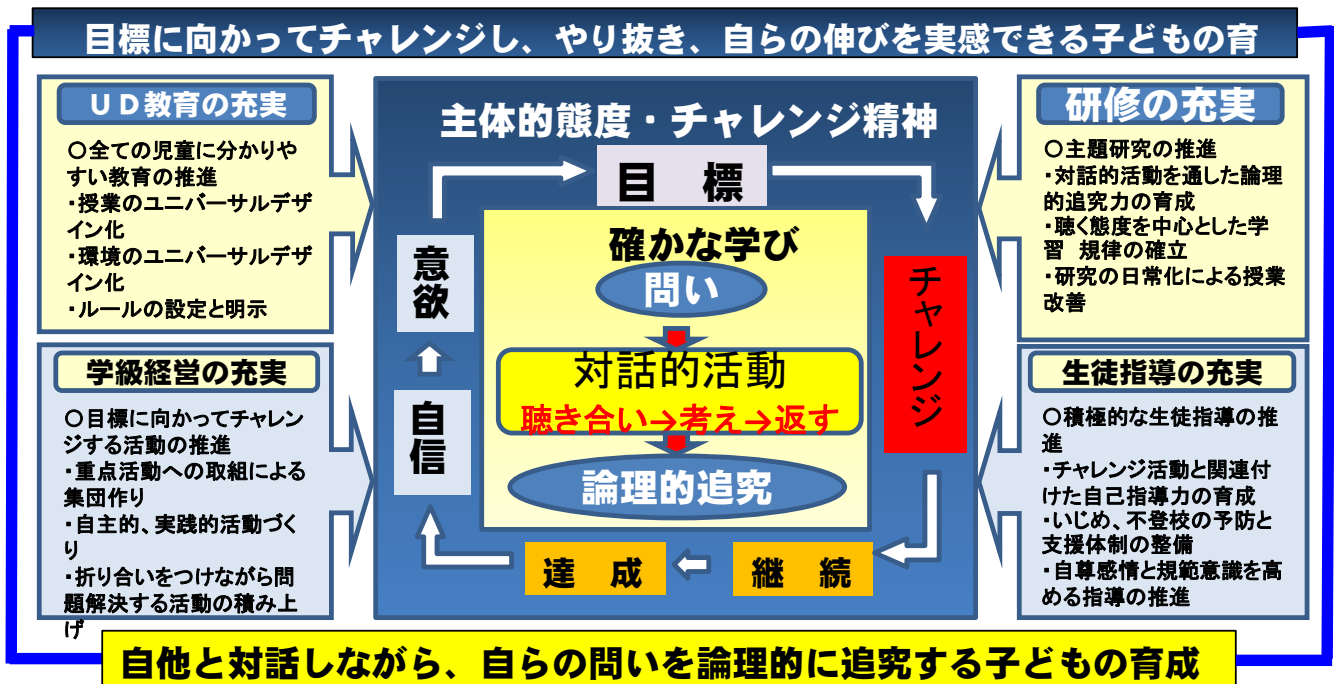 目標に向かってチャレンジし、やり抜き、自らの伸びを実感できる子どもの育
ＵＤ教育の充実
○全ての児童に分かりや
すい教育の推進
・授業のユニバーサルデザ
イン化
・環境のユニバーサルデザ
イン化
・ルールの設定と明示
学級経営の充実
○目標に向かってチャレン
ジする活動の推進
・重点活動への取組による
集団作り
・自主的、実践的活動づく
り
・折り合いをつけながら問
題解決する活動の積み上
げ
主体的態度・チャレンジ精神
目　標
チャレンジ
継　続
達　成
自信
意欲
確かな学び
問い
対話的活動
聴き合い→考え→返す
論理的追究
研修の充実
○主題研究の推進
・対話的活動を通した論理
的追究力の育成
・聴く態度を中心とした学
習　規律の確立
・研究の日常化による授業
改善
生徒指導の充実
○積極的な生徒指導の推
進
・チャレンジ活動と関連付
けた自己指導力の育成
・いじめ、不登校の予防と
支援体制の整備
・自尊感情と規範意識を高
める指導の推進
自他と対話しながら、自らの問いを論理的に追究する子どもの育成